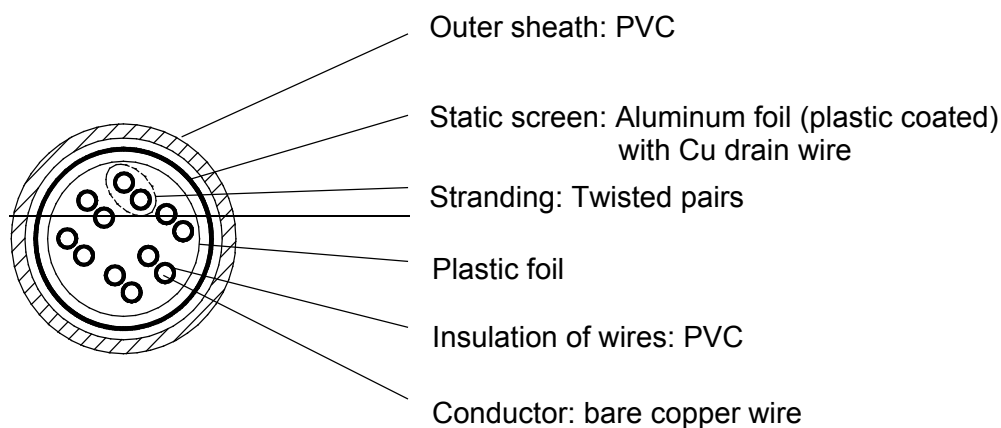 Outer sheath: PVC
Static screen: Aluminum foil (plastic coated)
with Cu drain wire
Stranding: Twisted pairs
Plastic foil
Insulation of wires: PVC
Conductor: bare copper wire